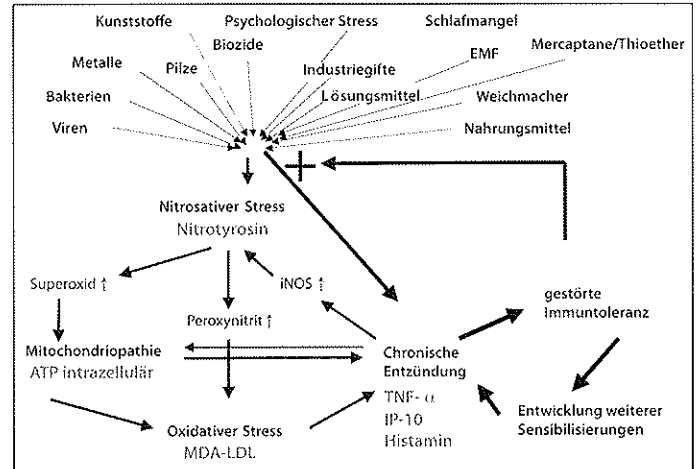 Kunststoffe
Psychologischer Stress
Schlafmangel
Biozide
Mercaptane/Thioether
Metalle
Pilze
Industriegifte
EMF
Bakterien
Lösungsmittel
Weichmacher
Viren
Nahrungsmittel
+
Nitrosativer Stress
Nitrotyrosin
Superoxid ↑
iNOS ↑
gestörte
Immuntoleranz
Peroxynitrit ↑
Mitochondriopathie
ATP intrazellulär
Chronische
Entzündung
TNF- α
IP-10
Histamin
Entwicklung weiterer
Sensibilisierungen
Oxidativer Stress
MDA-LDL